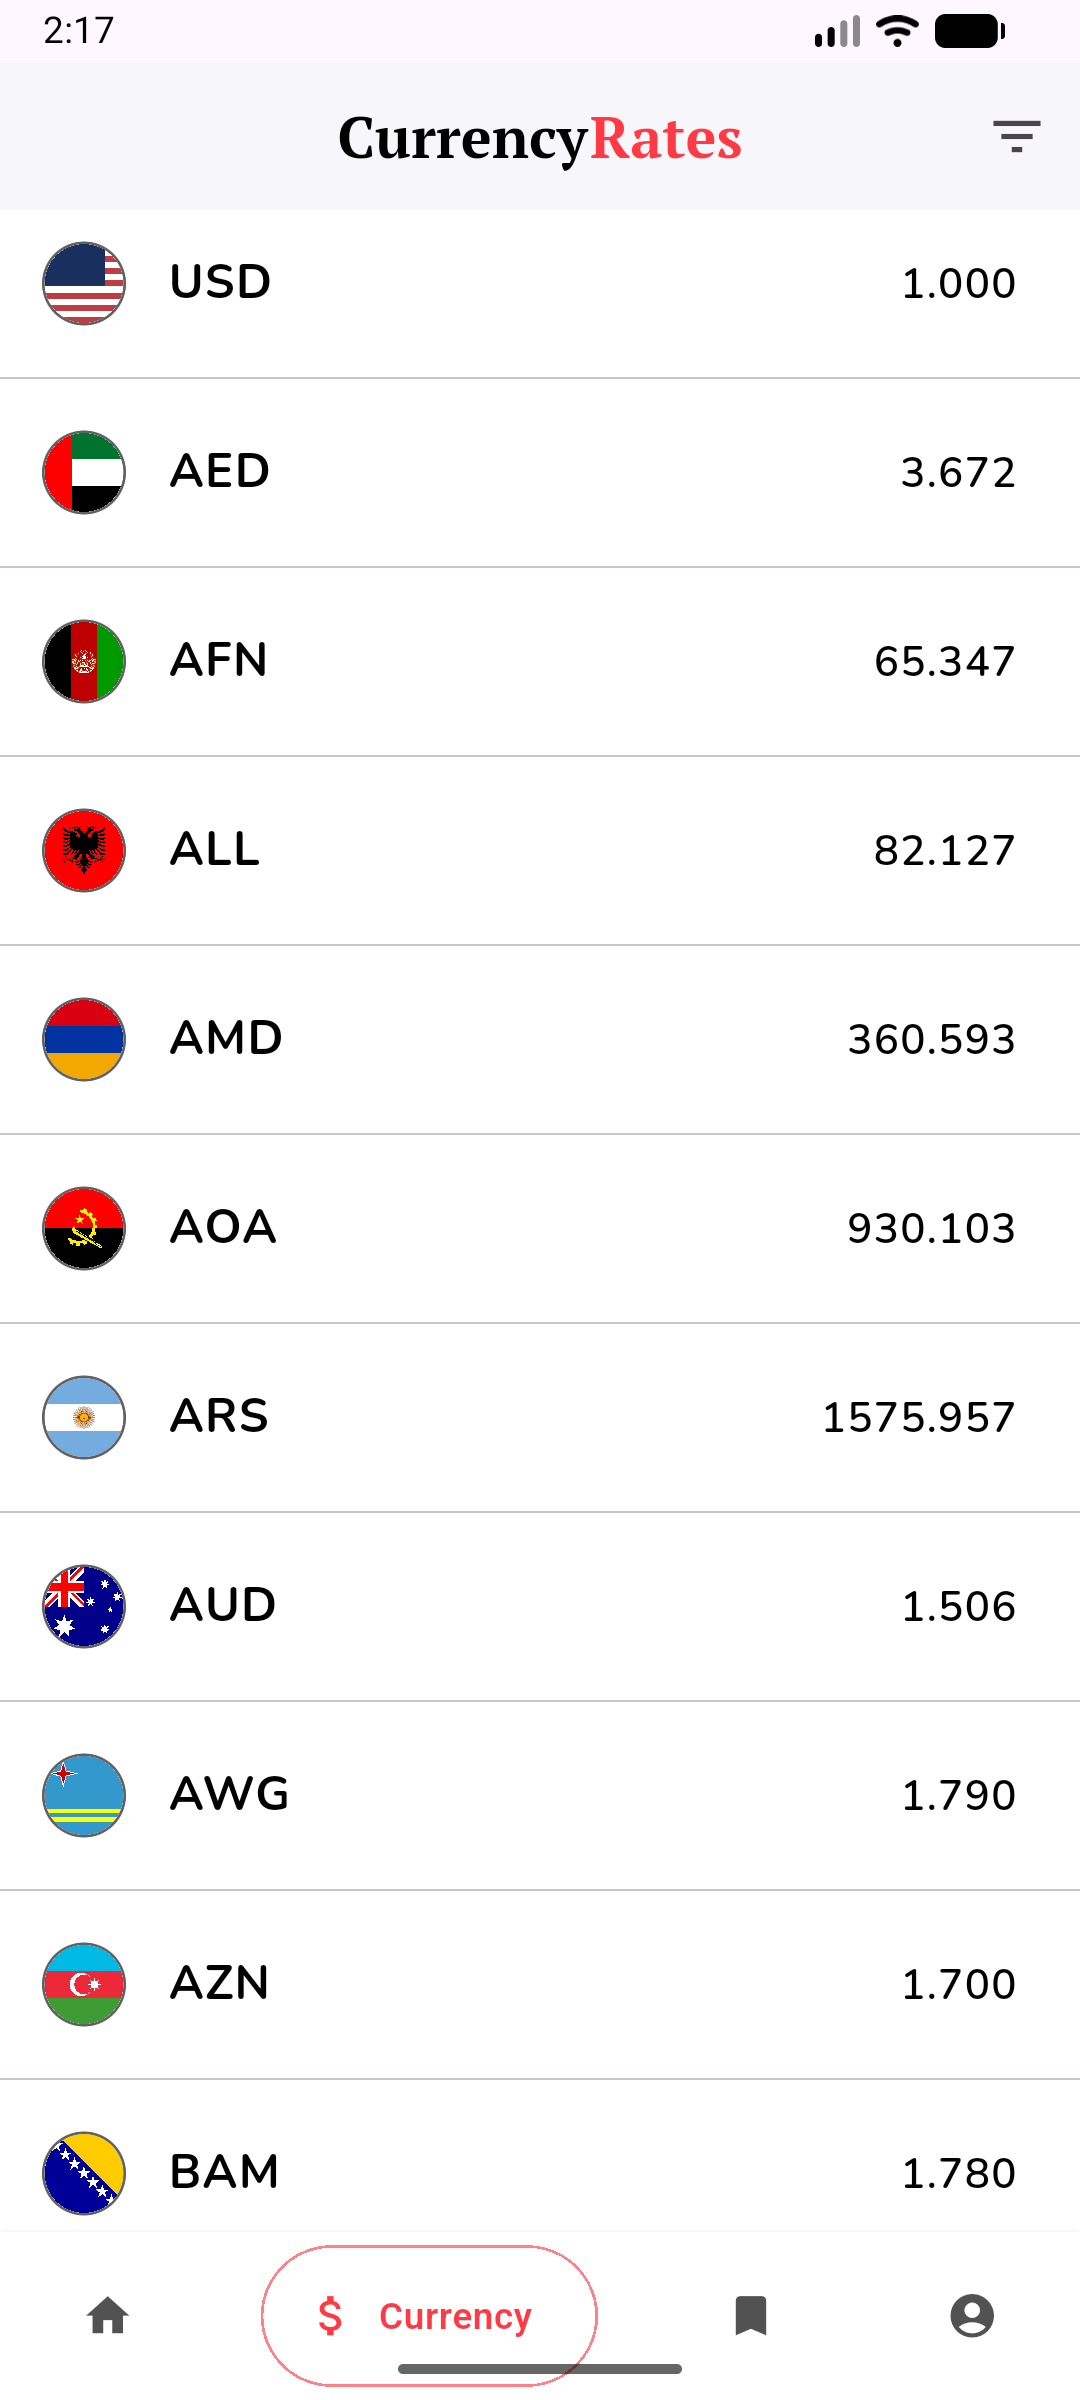 2:17
CurrencyRates
USD 1.000
AED 3.672
AFN 65.347
ALL 82.127
AMD 360.593
AOA 930.103
ARS 1575.957
AUD 1.506
AWG 1.790
AZN 1.700
BAM 1.780
$ Currency